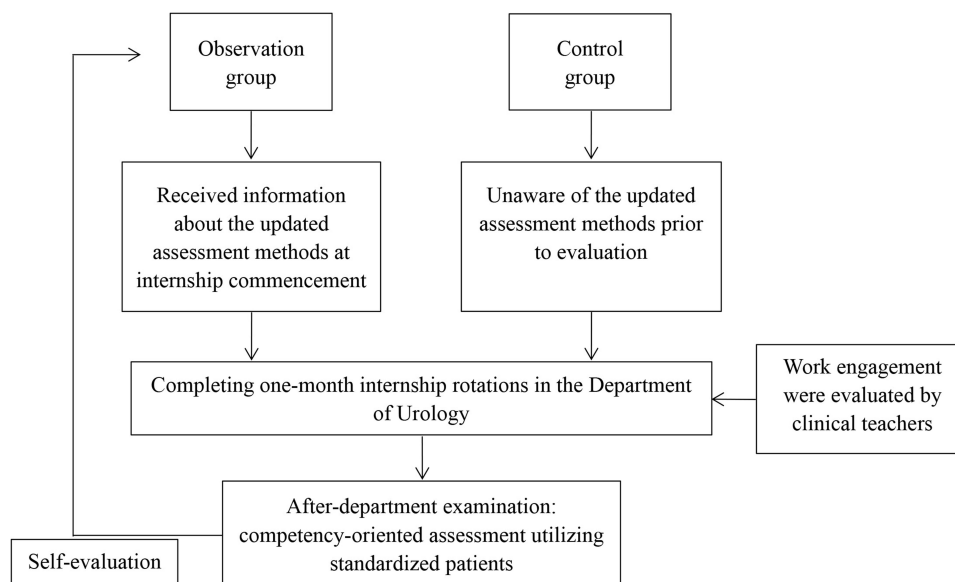 Observation
group
Control
group
Received information
about the updated
assessment methods at
internship commencement
Unaware of the updated
assessment methods prior
to evaluation
Completing one-month internship rotations in the Department
of Urology
Work engagement
were evaluated by
clinical teachers
After-department examination:
competency-oriented assessment utilizing
standardized patients
Self-evaluation